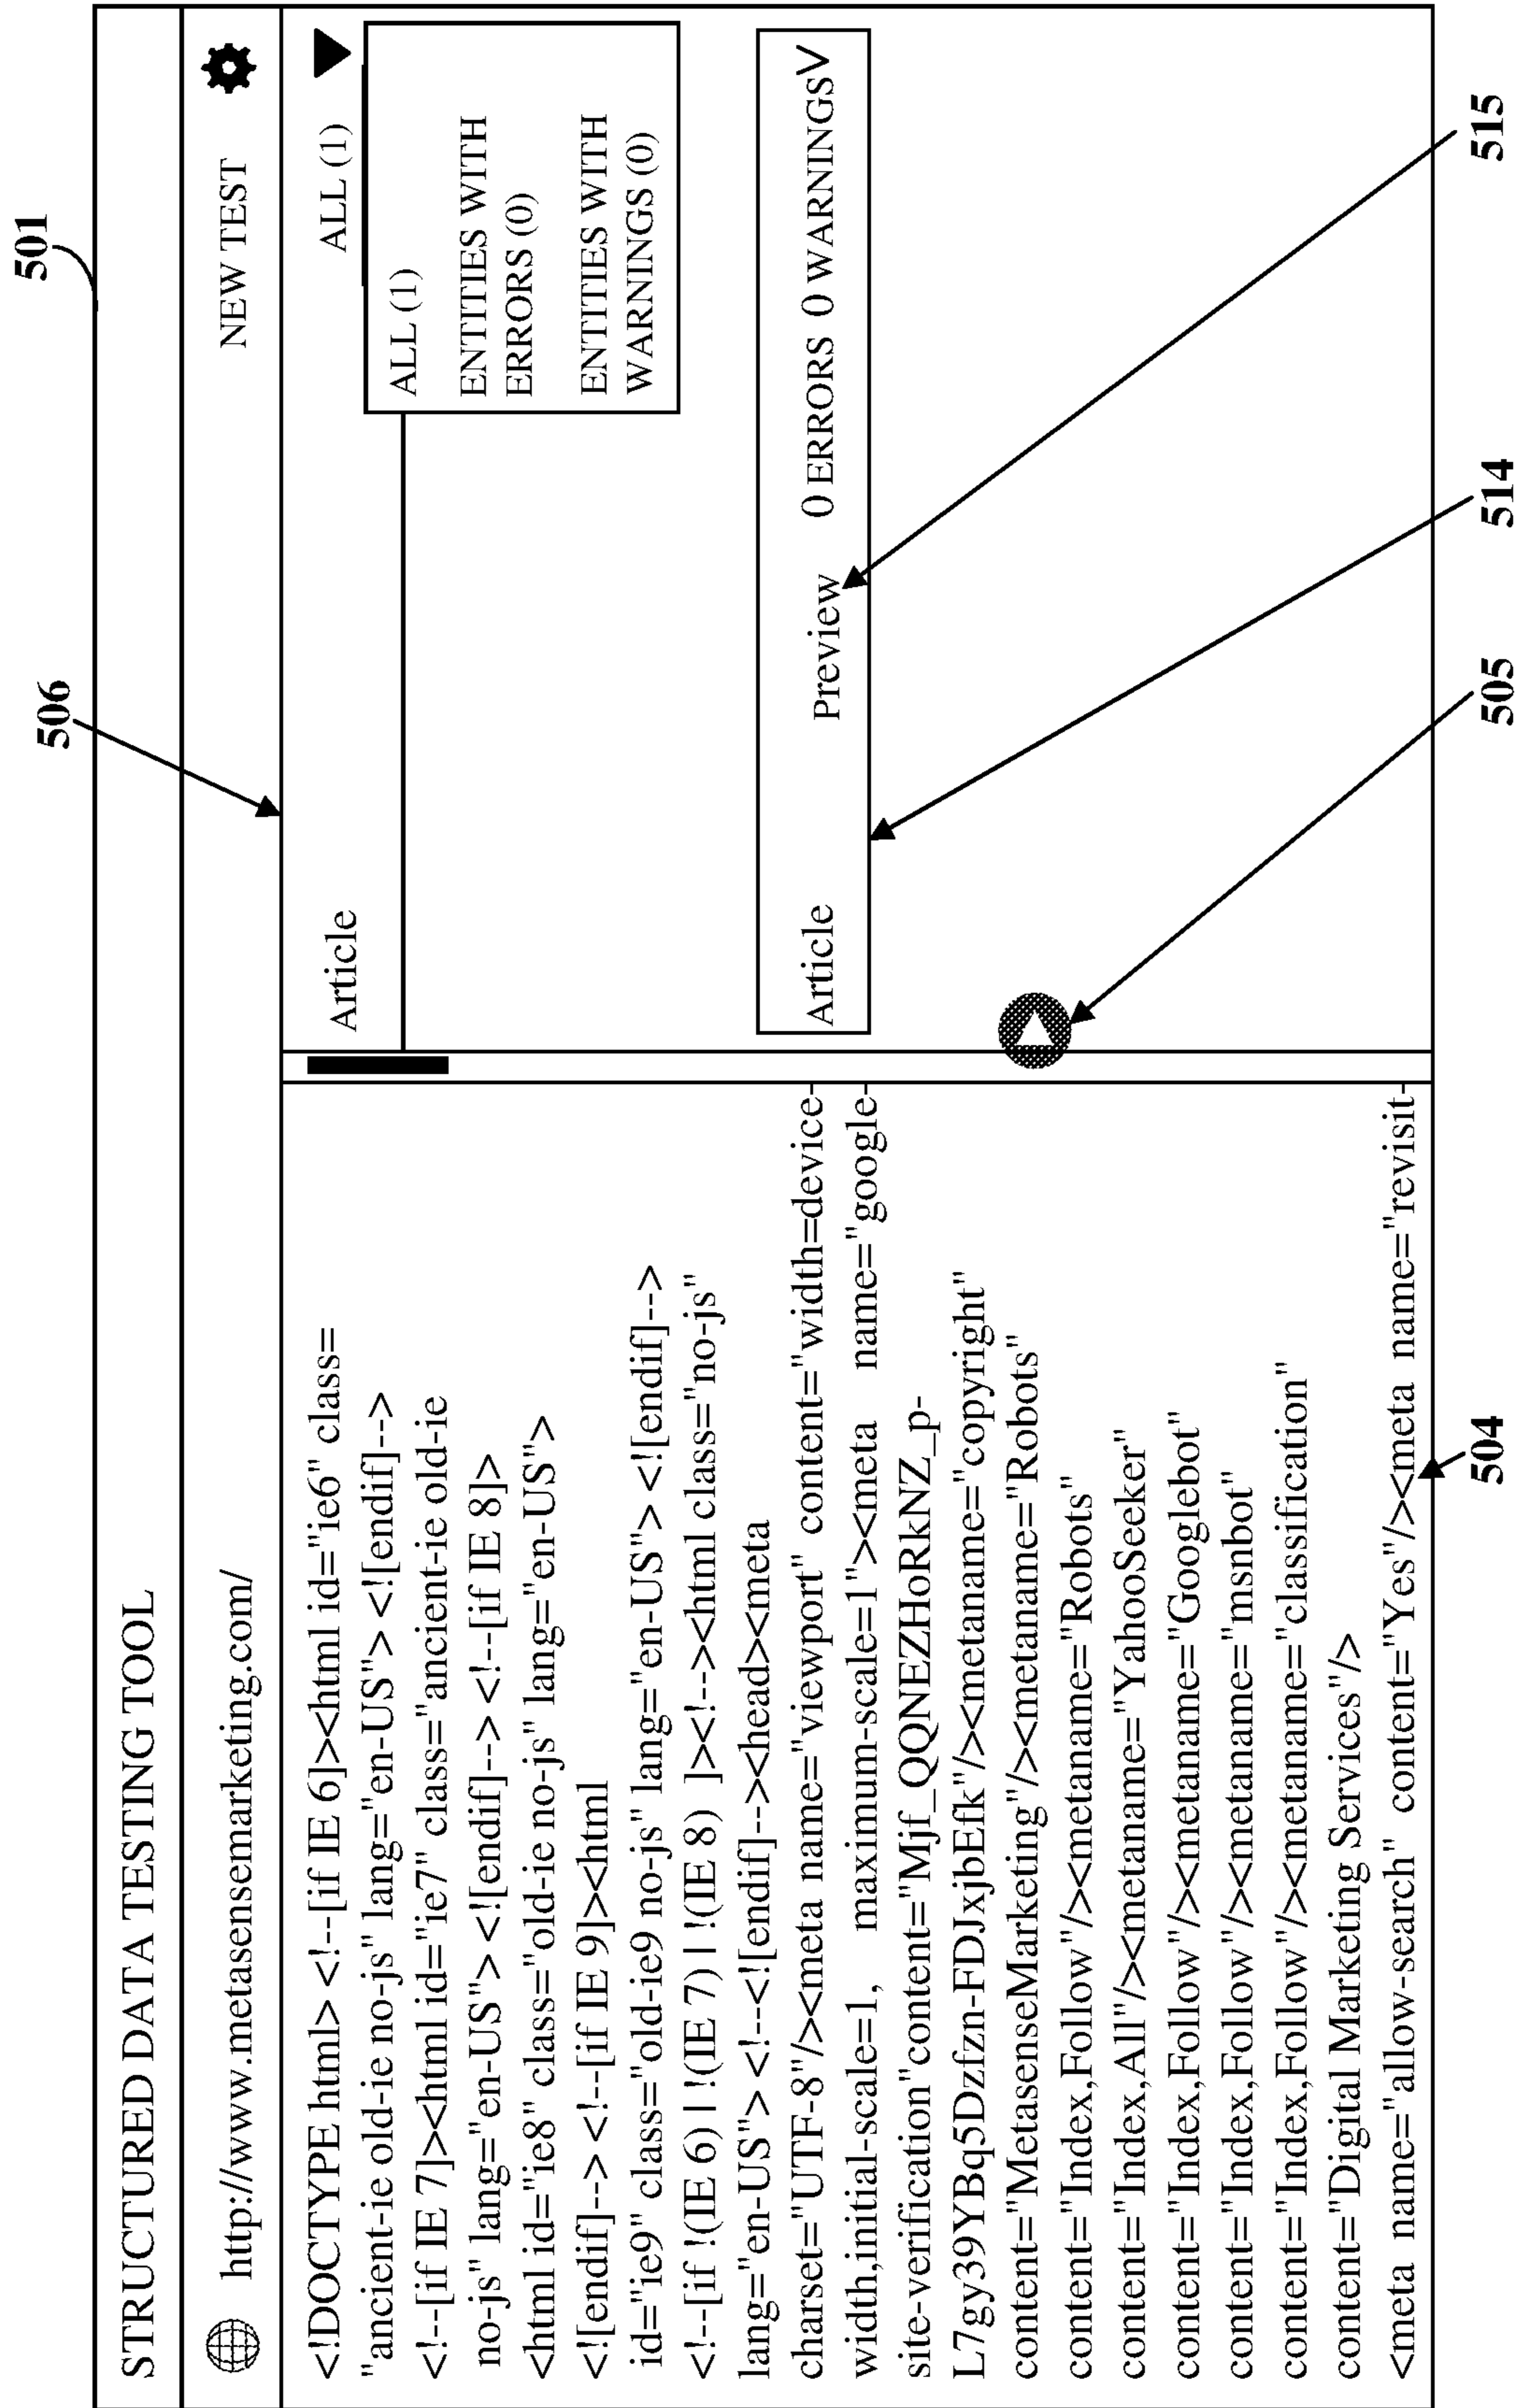 501
506
STRUCTURED DATA TESTING TOOL
http://www.metasensemarketing.com/
NEW TEST
<!DOCTYPE html> <!--[if IE 6]><html id="ie6" class=
"ancient-ie old-ie no-js" lang="en-US"> <![endif]-->
<!--[if IE 7]><html id="ie7" class="ancient-ie old-ie
no-js" lang="en-US"> <![endif]--> <!--[if IE 8]>
<html id="ie8" class="old-ie no-js" lang="en-US">
<![endif]--> <!--[if IE 9]><html
id="ie9" class="old-ie9 no-js" lang="en-US"> <![endif]-->
<!--[if !(IE 6) | !(IE 7) | !(IE 8) ]><!--><html class="no-js"
lang="en-US"> <!--<![endif]--><head><meta
charset="UTF-8"/><meta name="viewport" content="width=device-
width,initial-scale=1, maximum-scale=1"><meta name="google-
site-verification"content="Mjf_QQNEZHoRkNZ_p-
L7gy39YBq5Dzfzn-FDJxjbEfk"/><metaname="copyright"
content="MetasenseMarketing"/><metaname="Robots"
content="Index,Follow"/><metaname="Robots"
content="Index,All"/><metaname="YahooSeeker"
content="Index,Follow"/><metaname="Googlebot"
content="Index,Follow"/><metaname="msnbot"
content="Index,Follow"/><metaname="classification"
content="Digital Marketing Services"/>
<meta name="allow-search" content="Yes"/><meta name="revisit-
Article
ALL (1)
ALL (1)
ENTITIES WITH
ERRORS (0)
ENTITIES WITH
WARNINGS (0)
Article
Preview
0 ERRORS 0 WARNINGS
504
505
514
515